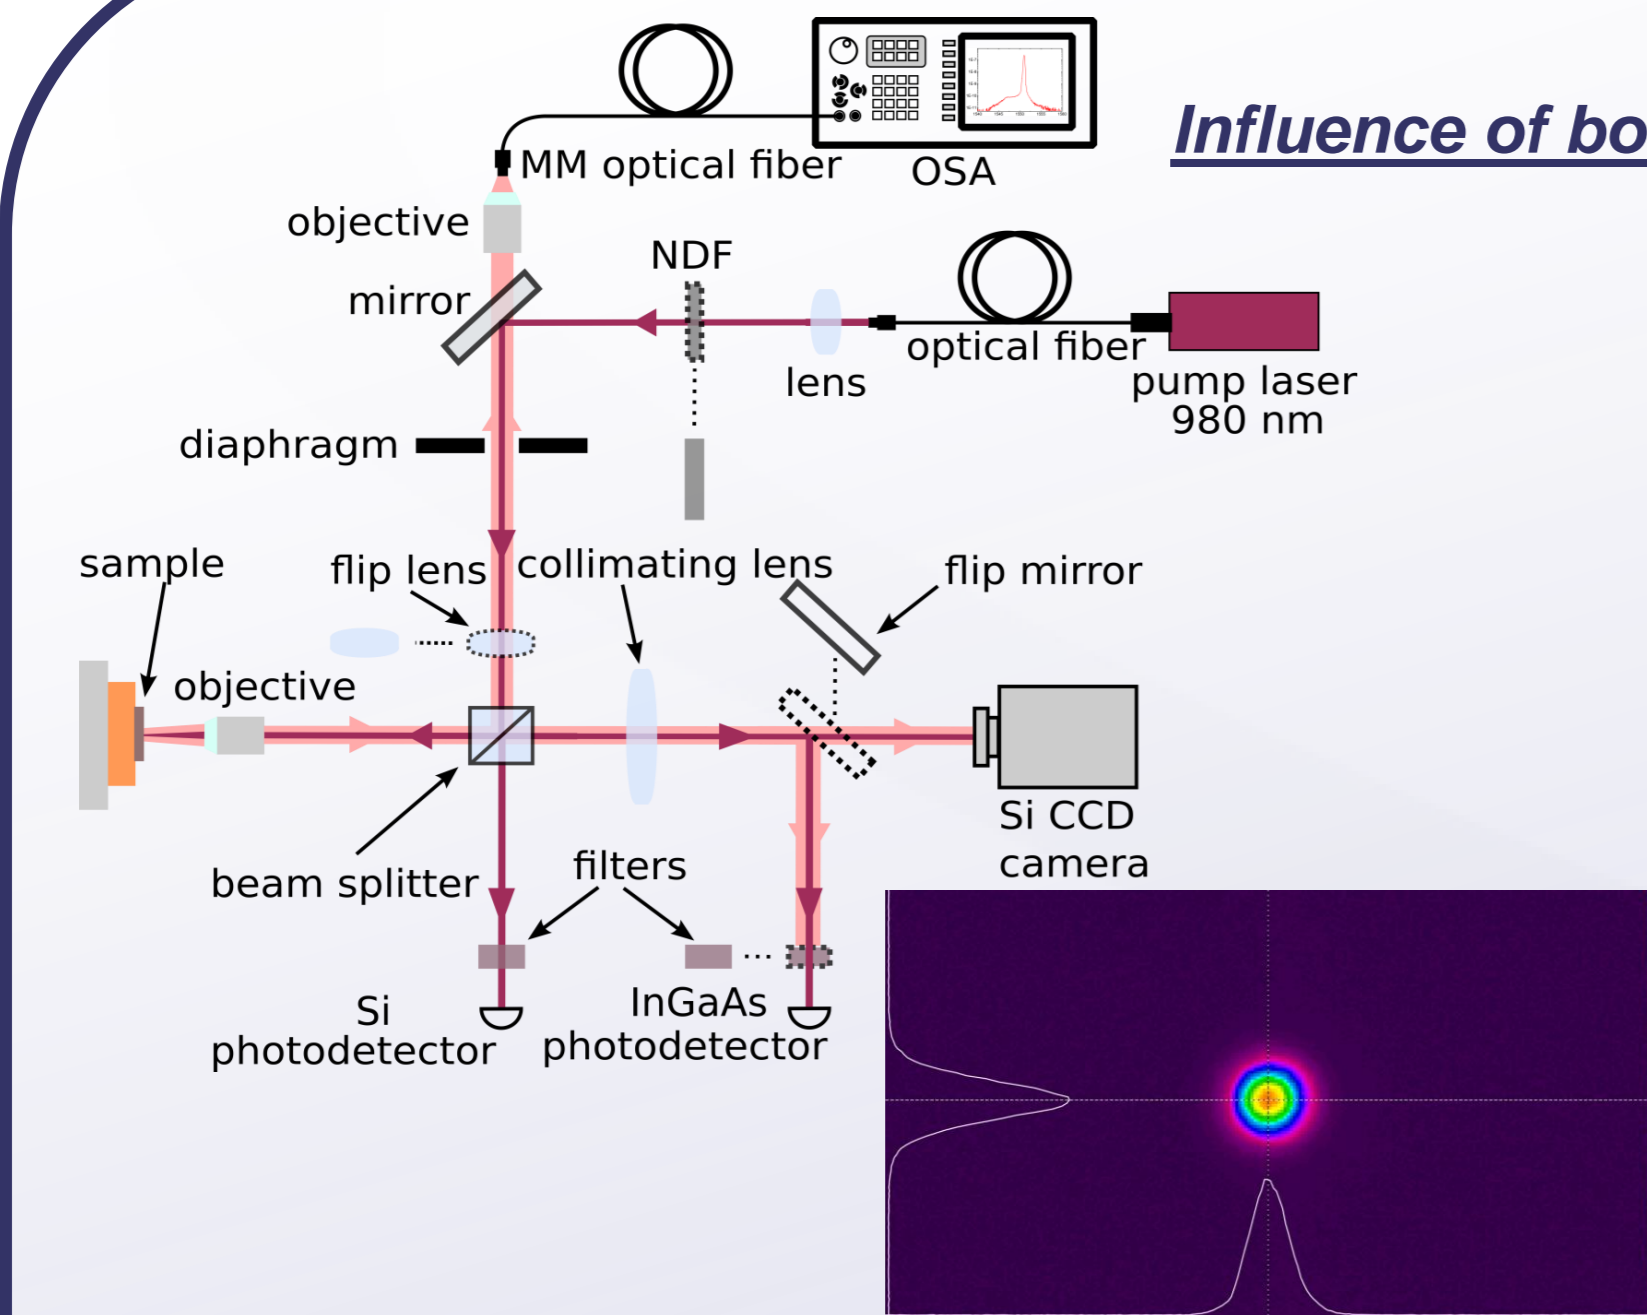 MM optical fiber
OSA
Influence of bo
objective
NDF
mirror
optical fiber
lens
pump laser
980 nm
diaphragm
sample
flip lens
collimating lens
flip mirror
objective
Si CCD
camera
beam splitter
filters
Si
photodetector
InGaAs
photodetector